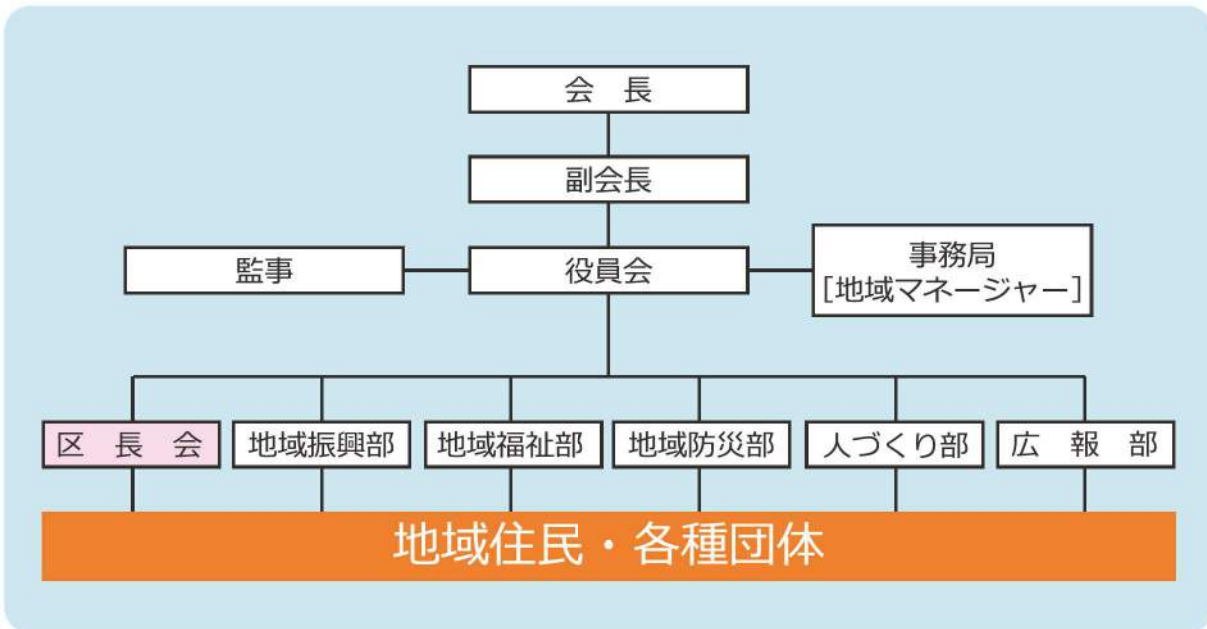 会　長
副会長
監事
役員会
事務局
[地域マネージャー]
区　長　会
地域振興部
地域福祉部
地域防災部
人づくり部
広　報　部
地域住民・各種団体